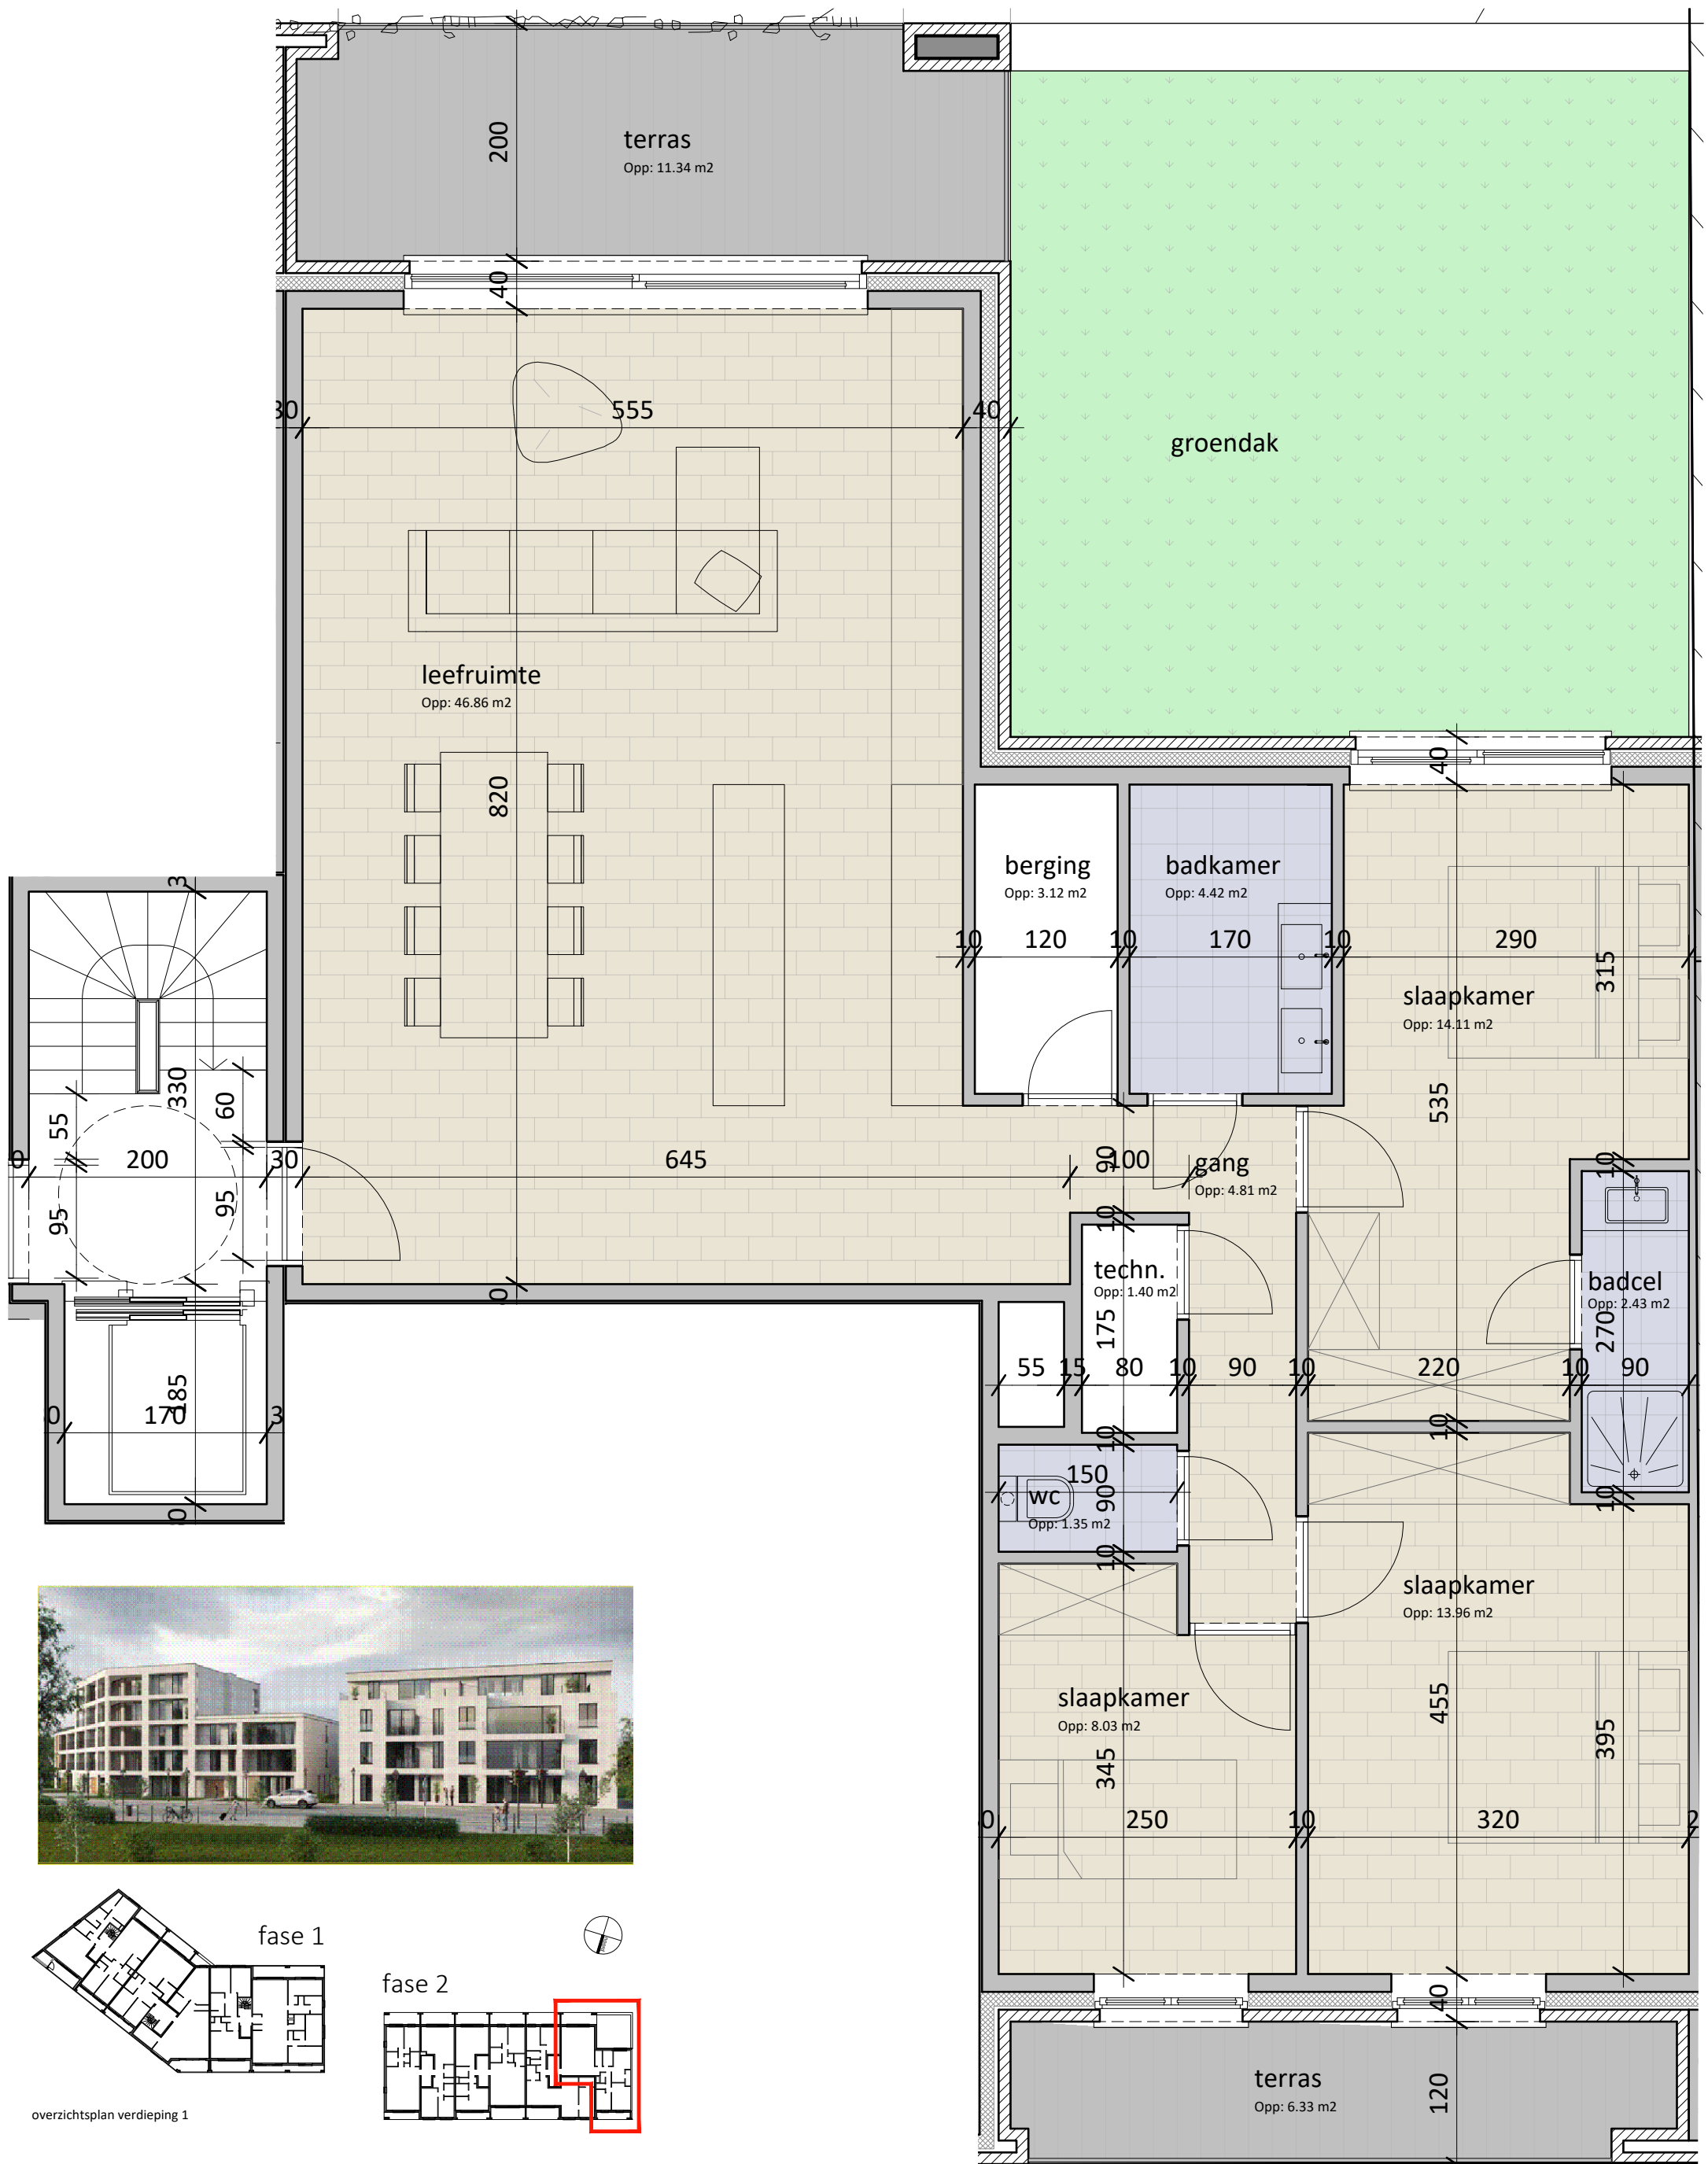 200
terras
Opp: 11.34 m2
40
555
40
groendak
leefruimte
Opp: 46.86 m2
40
820
berging
Opp: 3.12 m2
badkamer
Opp: 4.42 m2
10
120
10
170
10
290
315
slaapkamer
Opp: 14.11 m2
535
330
60
55
200
30
645
90
100
gang
Opp: 4.81 m2
10
95
95
10
techn.
Opp: 1.40 m2
badcel
Opp: 2.43 m2
175
270
55
15
80
10
90
10
220
10
90
185
170
10
10
150
wc
90
Opp: 1.35 m2
10
10
slaapkamer
Opp: 13.96 m2
slaapkamer
Opp: 8.03 m2
345
455
395
250
10
320
fase 1
fase 2
40
terras
Opp: 6.33 m2
120
overzichtsplan verdieping 1